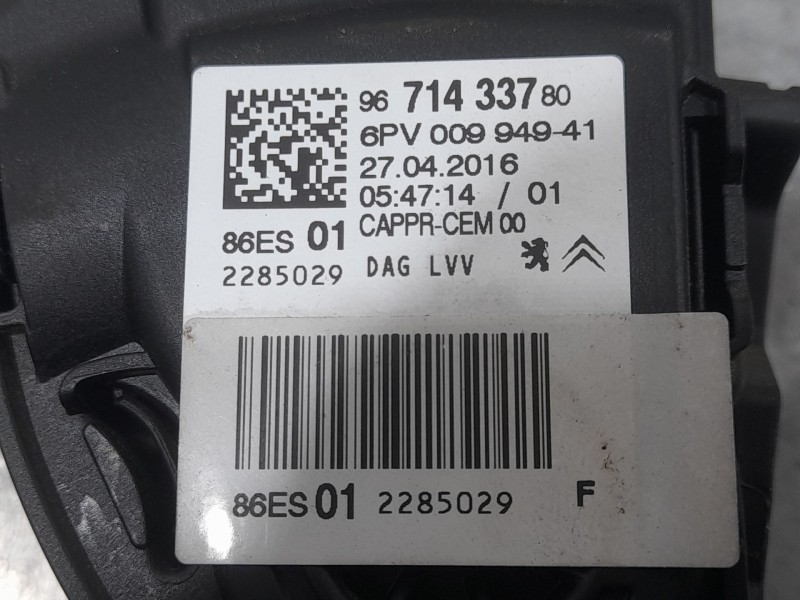 96 714 337 80
6PV 009 949-41
27.04.2016
05:47:14 / 01
CAPPR-CEM 00
86ES 01
2285029 DAG LVV
86ES 01 2285029 F